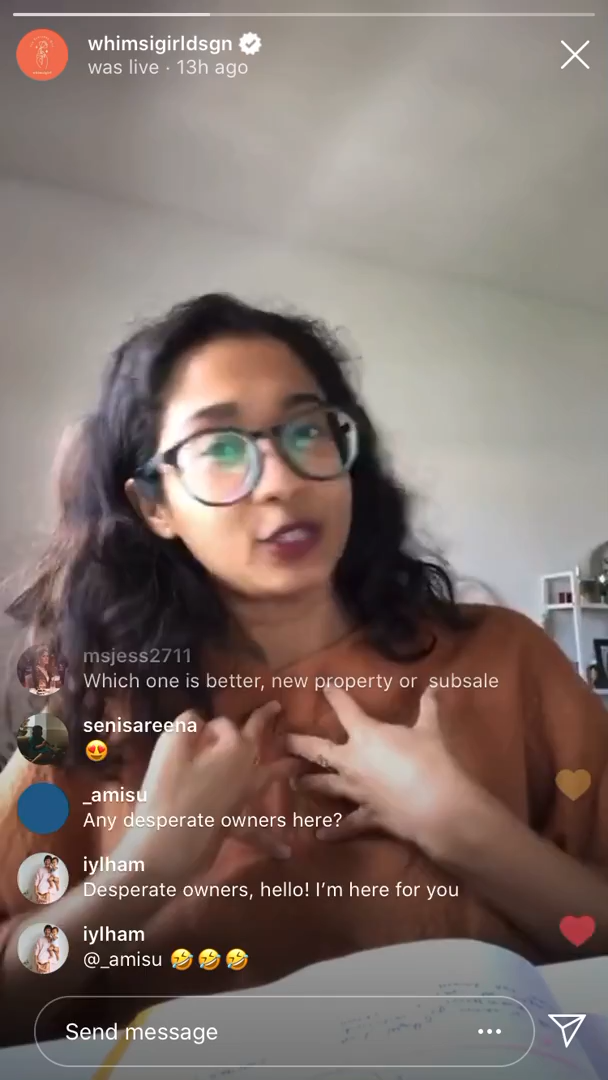 whimsigirldsgn
was live · 13h ago
msjess2711
Which one is better, new property or subsale
senisareena
😍
_amisu
Any desperate owners here?
iylham
Desperate owners, hello! I'm here for you
iylham
@_amisu 🤣🤣🤣
Send message